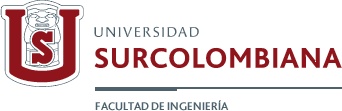 UNIVERSIDAD
SURCOLOMBIANA
FACULTAD DE INGENIERÍA